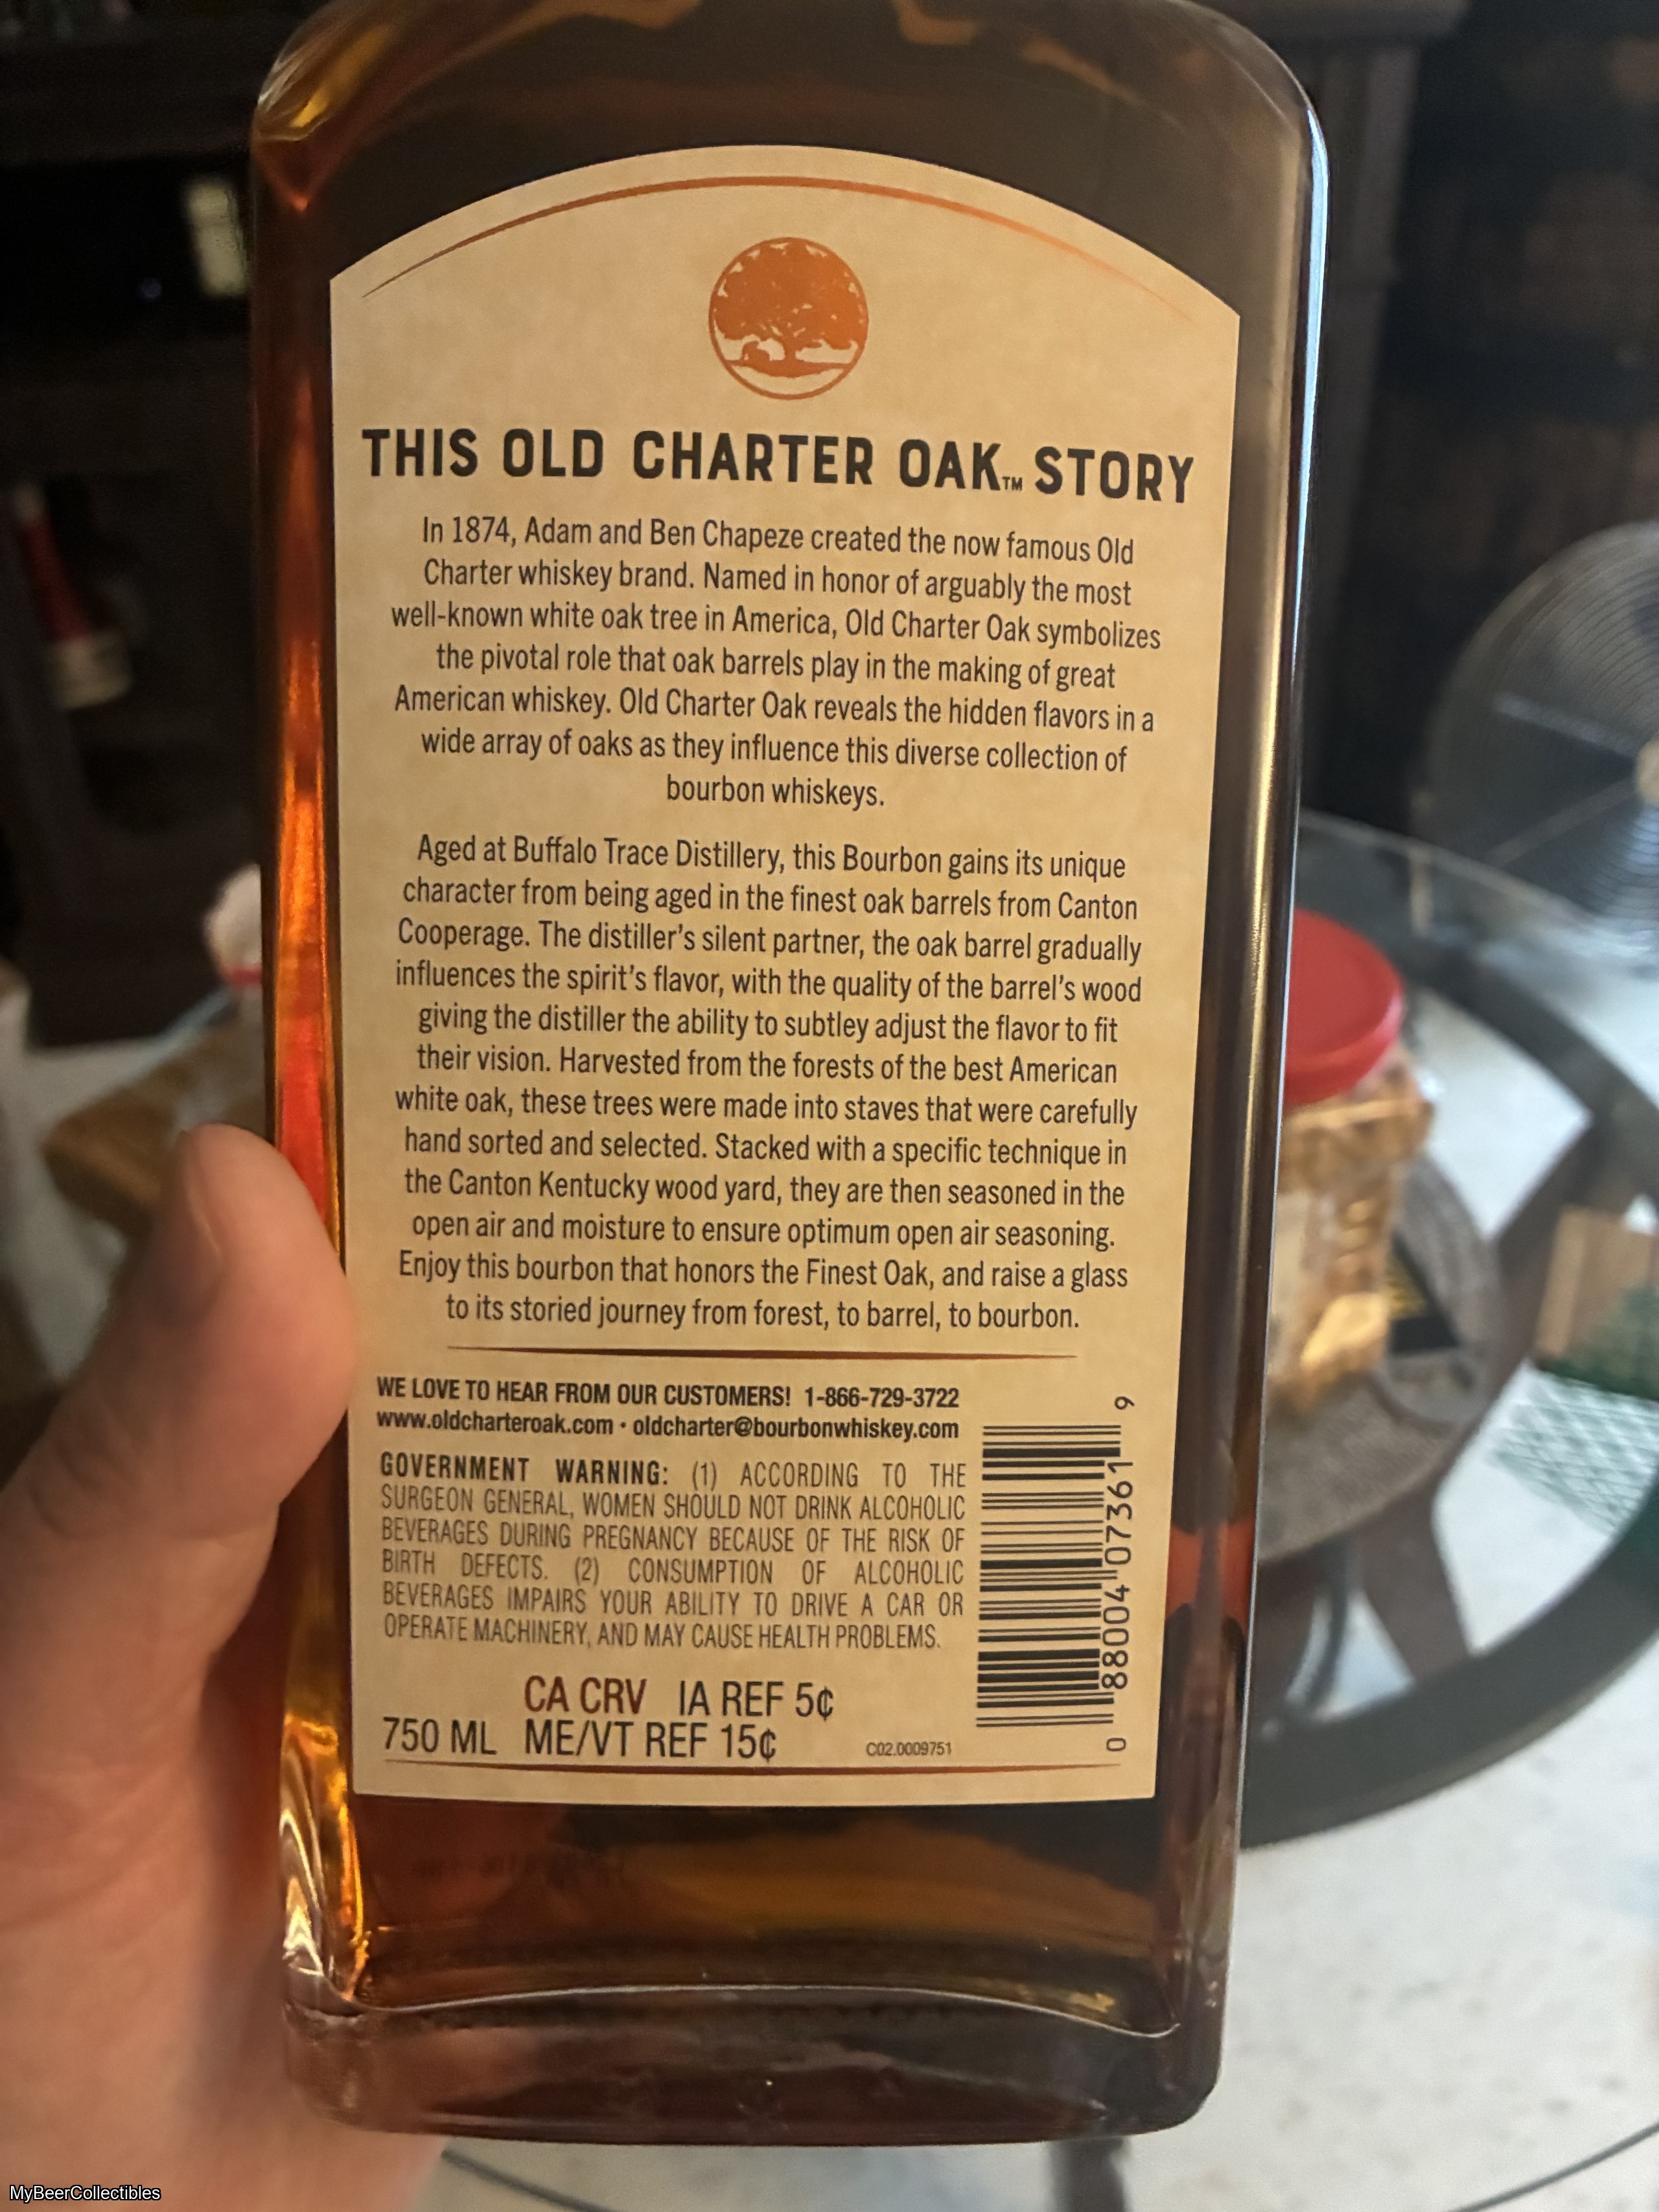 THIS OLD CHARTER OAK™ STORY
In 1874, Adam and Ben Chapeze created the now famous Old
Charter whiskey brand. Named in honor of arguably the most
well-known white oak tree in America, Old Charter Oak symbolizes
the pivotal role that oak barrels play in the making of great
American whiskey. Old Charter Oak reveals the hidden flavors in a
wide array of oaks as they influence this diverse collection of
bourbon whiskeys.
Aged at Buffalo Trace Distillery, this Bourbon gains its unique
character from being aged in the finest oak barrels from Canton
Cooperage. The distiller's silent partner, the oak barrel gradually
influences the spirit's flavor, with the quality of the barrel's wood
giving the distiller the ability to subtley adjust the flavor to fit
their vision. Harvested from the forests of the best American
white oak, these trees were made into staves that were carefully
hand sorted and selected. Stacked with a specific technique in
the Canton Kentucky wood yard, they are then seasoned in the
open air and moisture to ensure optimum open air seasoning.
Enjoy this bourbon that honors the Finest Oak, and raise a glass
to its storied journey from forest, to barrel, to bourbon.
WE LOVE TO HEAR FROM OUR CUSTOMERS! 1-866-729-3722
www.oldcharteroak.com • oldcharter@bourbonwhiskey.com
GOVERNMENT WARNING: (1) ACCORDING TO THE
SURGEON GENERAL, WOMEN SHOULD NOT DRINK ALCOHOLIC
BEVERAGES DURING PREGNANCY BECAUSE OF THE RISK OF
BIRTH DEFECTS. (2) CONSUMPTION OF ALCOHOLIC
BEVERAGES IMPAIRS YOUR ABILITY TO DRIVE A CAR OR
OPERATE MACHINERY, AND MAY CAUSE HEALTH PROBLEMS.
CA CRV IA REF 5¢
750 ML ME/VT REF 15¢
C02.0009751
0 88004 07361 9
MyBeerCollectibles